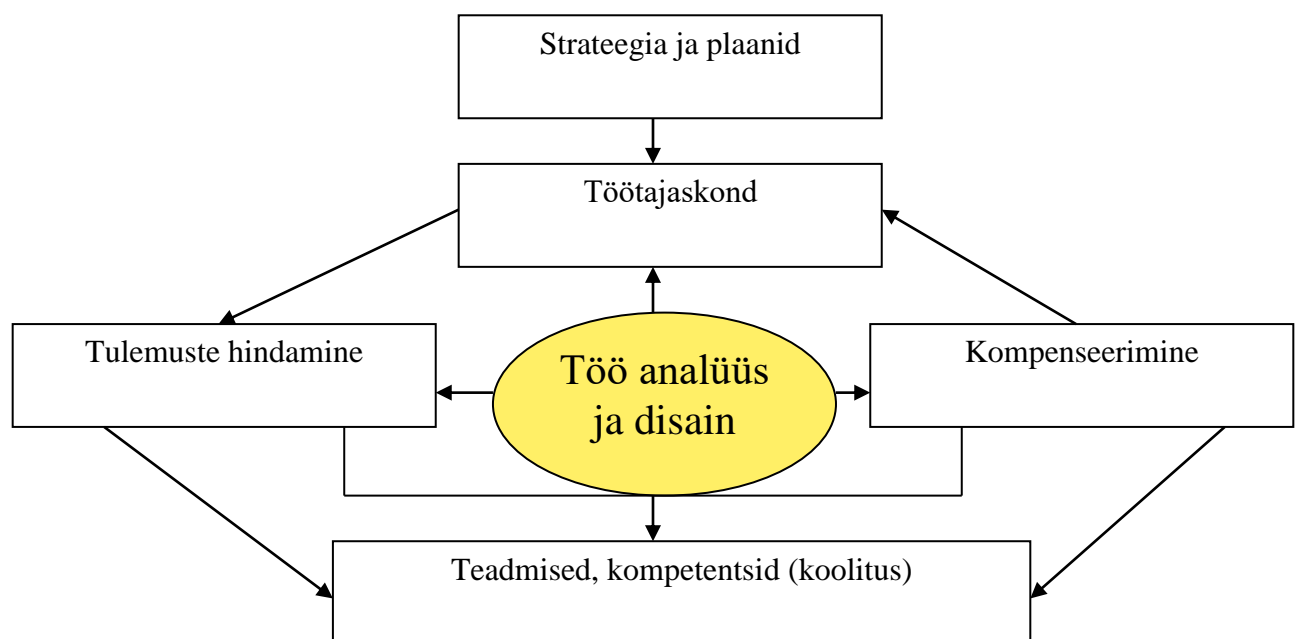 Strateegia ja plaanid
Töötajaskond
Tulemuste hindamine
Töö analüüs
ja disain
Kompenseerimine
Teadmised, kompetentsid (koolitus)